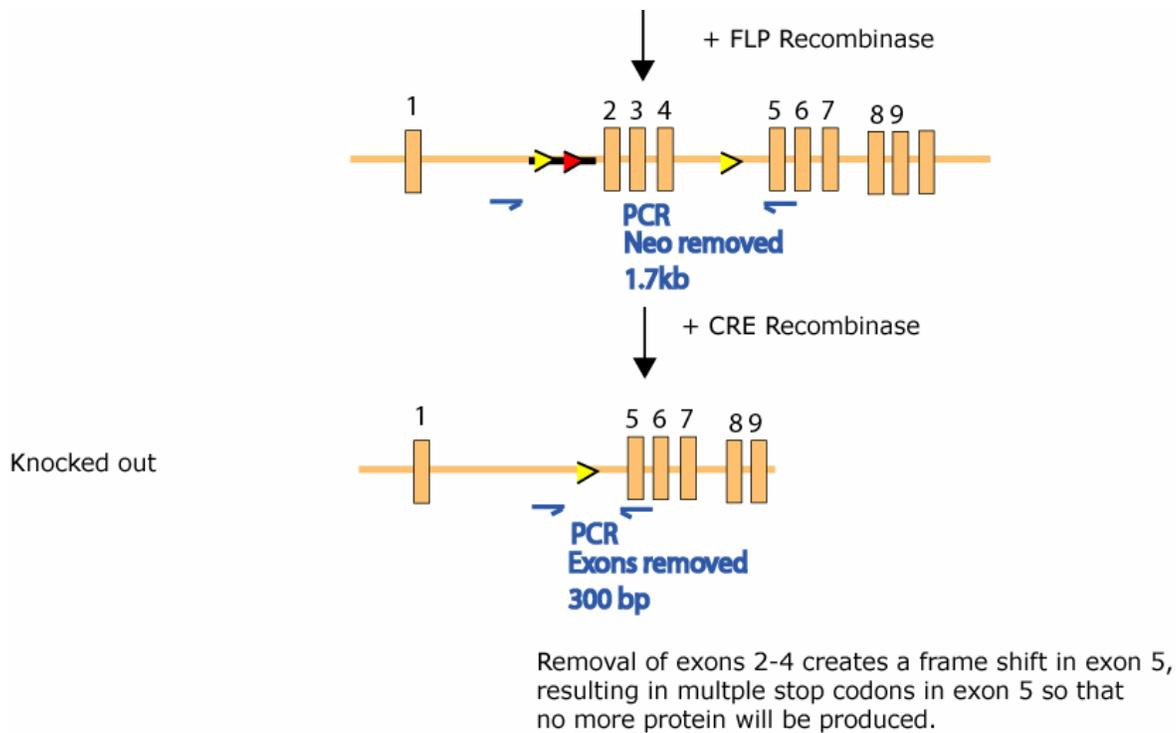 + FLP Recombinase
1
2 3 4
5 6 7
8 9
PCR
Neo removed
1.7kb
+ CRE Recombinase
1
5 6 7
8 9
Knocked out
PCR
Exons removed
300 bp
Removal of exons 2-4 creates a frame shift in exon 5,
resulting in multple stop codons in exon 5 so that
no more protein will be produced.